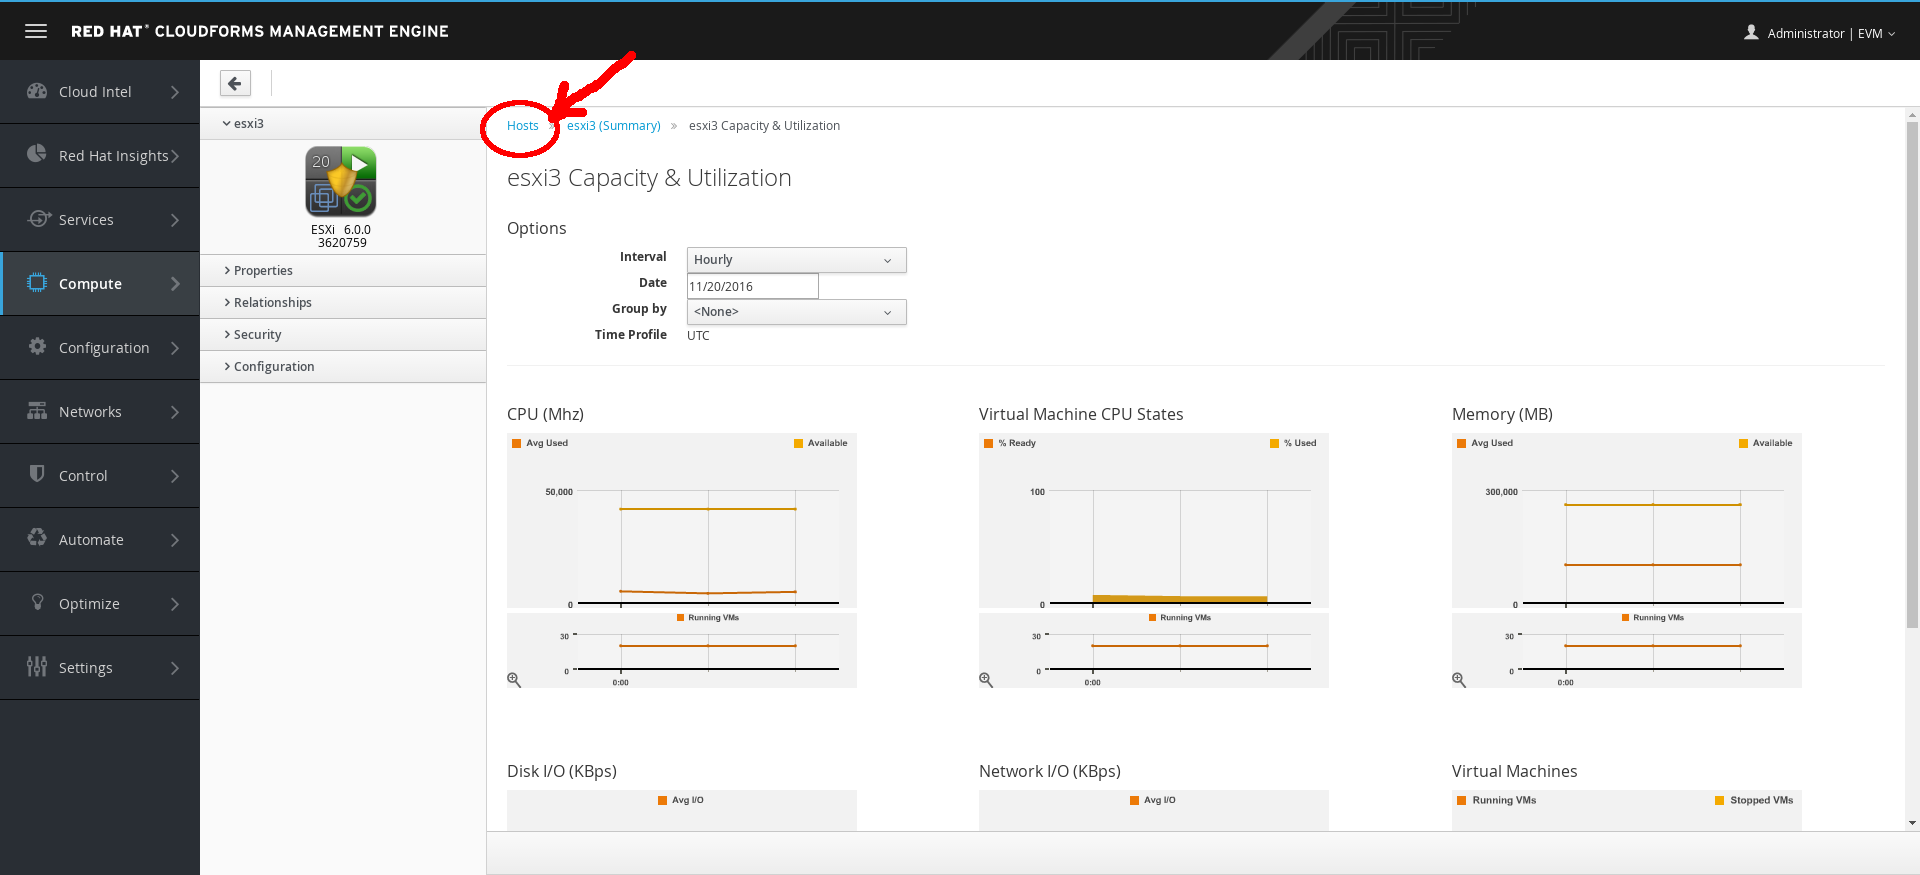 RED HAT® CLOUDFORMS MANAGEMENT ENGINE
Administrator | EVM
Cloud Intel
Red Hat Insights
Services
Compute
Configuration
Networks
Control
Automate
Optimize
Settings
esxi3
20
ESXi 6.0.0
3620759
Properties
Relationships
Security
Configuration
Hosts » esxi3 (Summary) » esxi3 Capacity & Utilization
esxi3 Capacity & Utilization
Options
Interval Hourly
Date 11/20/2016
Group by <None>
Time Profile UTC
CPU (Mhz)
Avg Used Available
50,000
0
Running VMs
30
0
0:00
Virtual Machine CPU States
% Ready % Used
100
0
Running VMs
30
0
0:00
Memory (MB)
Avg Used Available
300,000
0
Running VMs
30
0
0:00
Disk I/O (KBps)
Avg I/O
Network I/O (KBps)
Avg I/O
Virtual Machines
Running VMs Stopped VMs